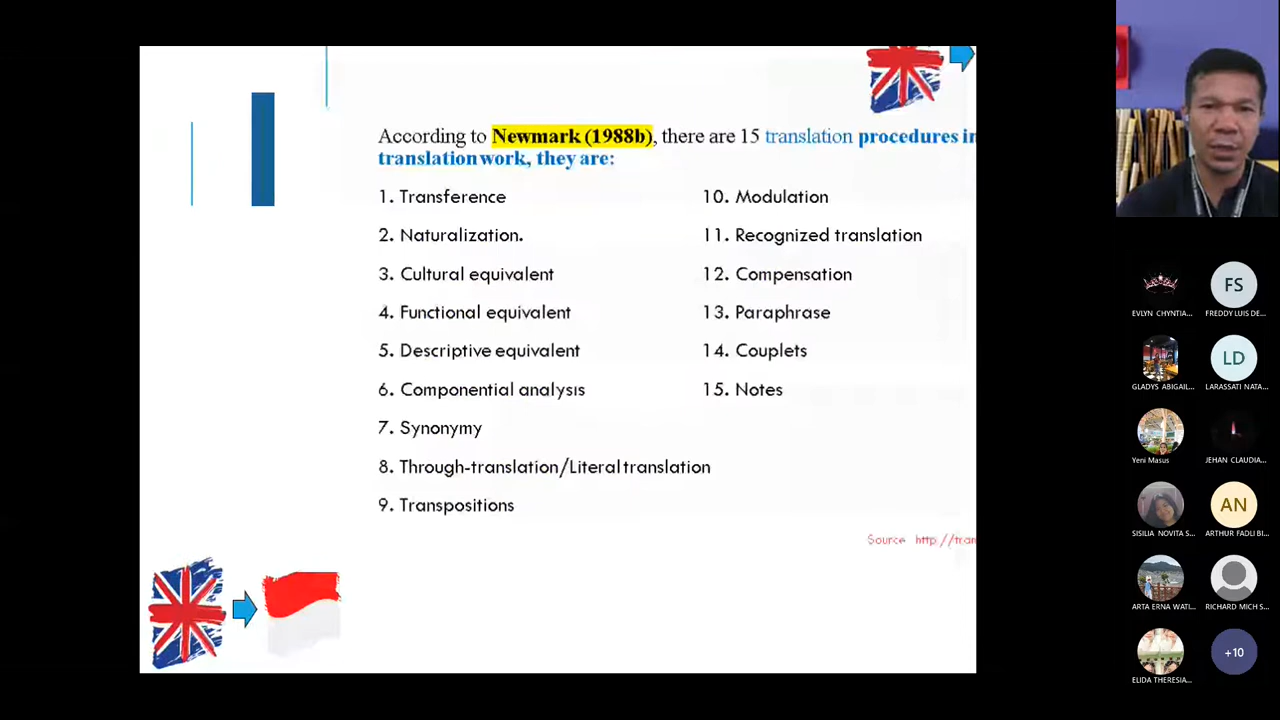 According to Newmark (1988b), there are 15 translation procedures in
translation work, they are:
1. Transference
2. Naturalization.
3. Cultural equivalent
4. Functional equivalent
5. Descriptive equivalent
6. Componential analysis
7. Synonymy
8. Through-translation/Literal translation
9. Transpositions
10. Modulation
11. Recognized translation
12. Compensation
13. Paraphrase
14. Couplets
15. Notes
Source http://tran
FS
EVLYN CHYNTIA...
FREDDY LUIS DE...
LD
GLADYS ABIGAIL...
LARASSATI NATA...
Yeni Masus
JEHAN CLAUDIA...
AN
SISILIA NOVITA S...
ARTHUR FADLI BI...
ARTA ERNA WATI...
RICHARD MICH S...
+10
ELIDA THERESIA...